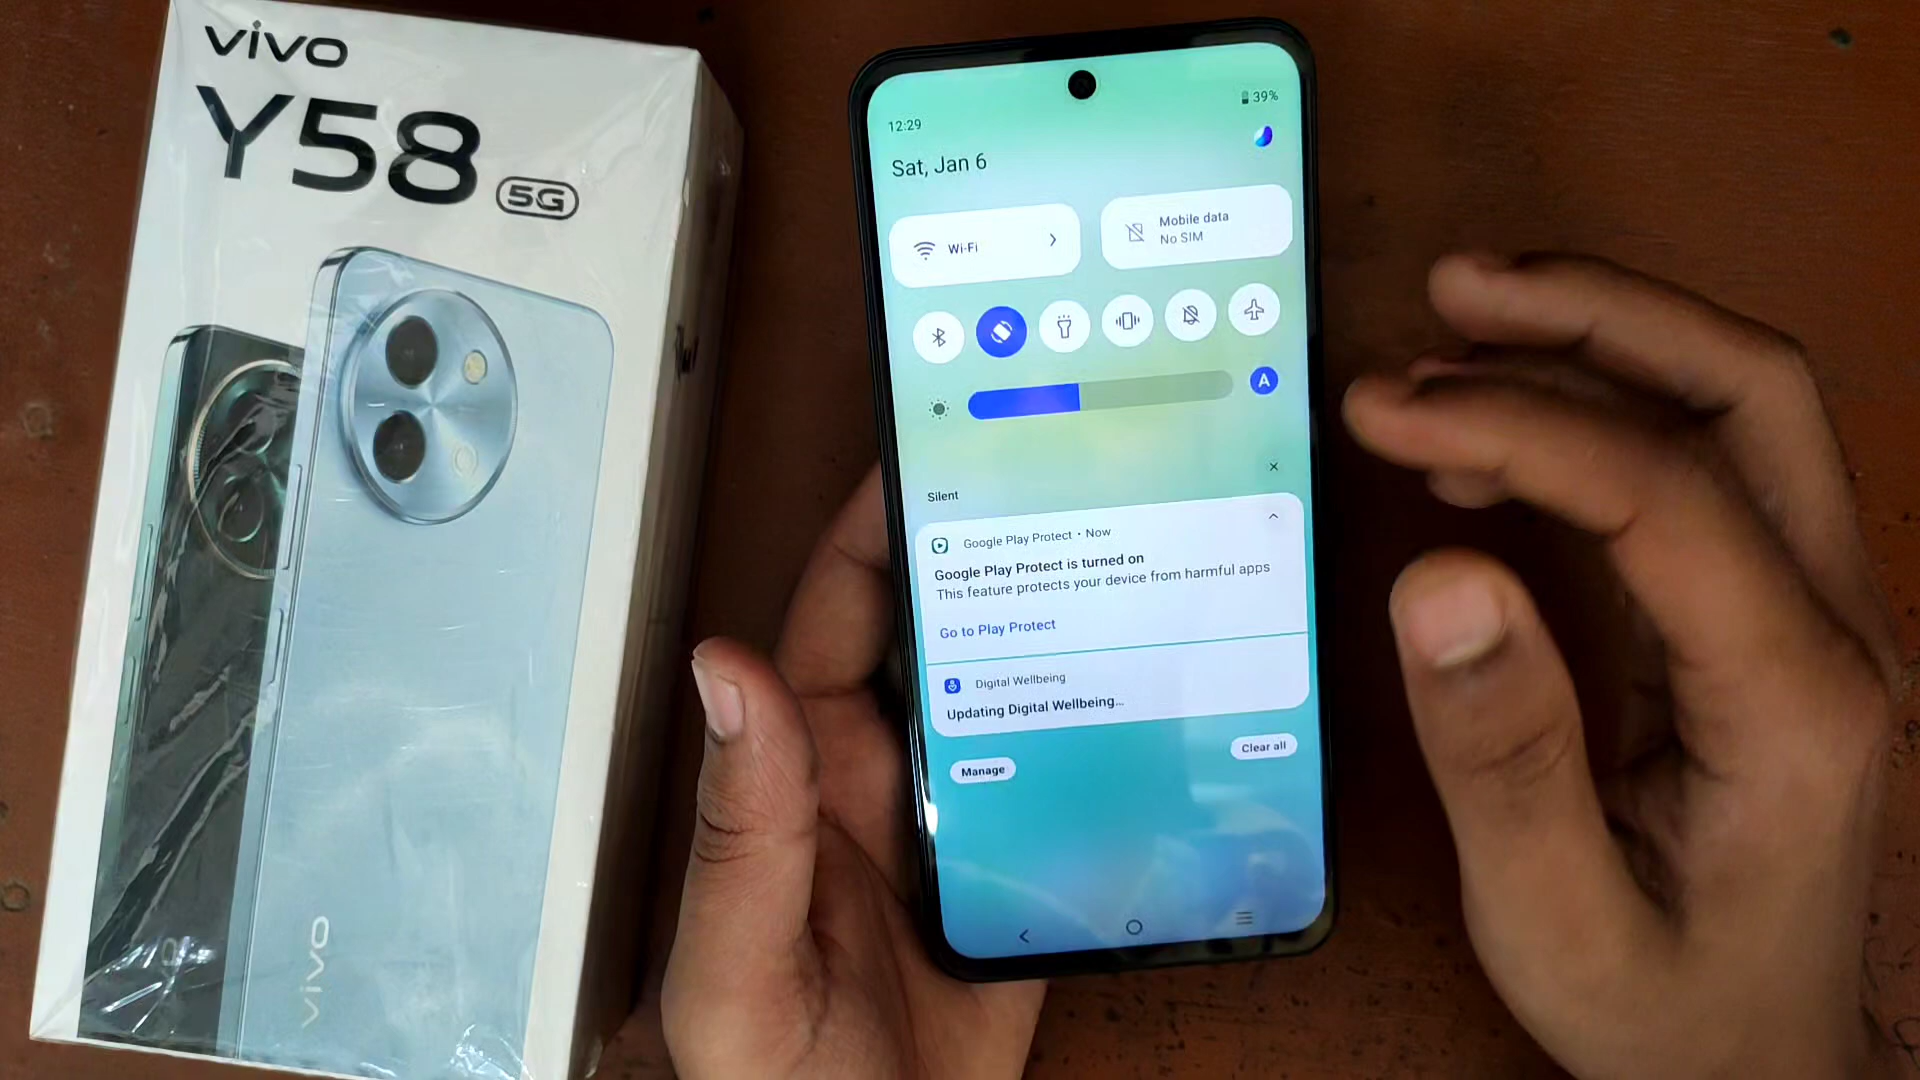 vivo
Y58 5G
vivo
12:29
39%
Sat, Jan 6
Wi-Fi
Mobile data
No SIM
A
Silent
Google Play Protect • Now
Google Play Protect is turned on
This feature protects your device from harmful apps
Go to Play Protect
Digital Wellbeing
Updating Digital Wellbeing...
Manage
Clear all